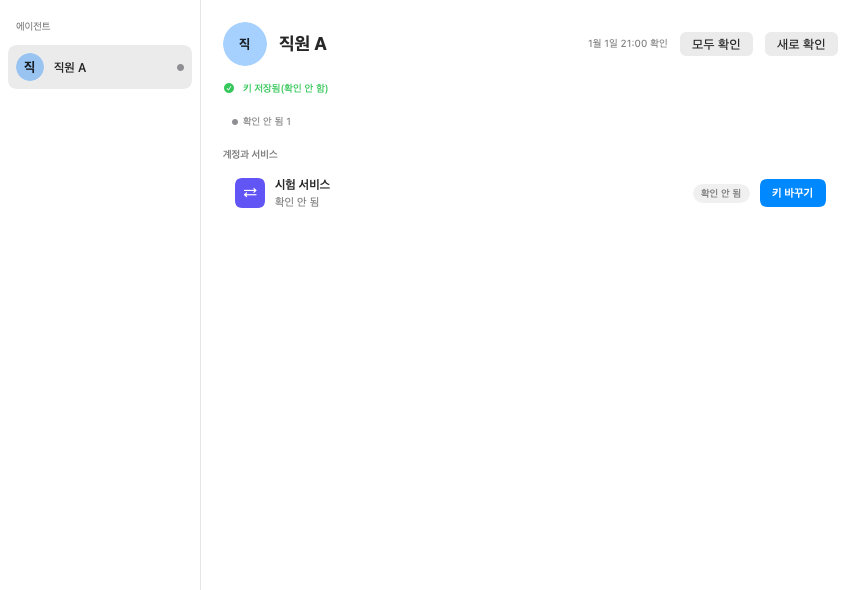 에이전트
직 직원 A
직 직원 A
1월 1일 21:00 확인 모두 확인 새로 확인
키 저장됨(확인 안 함)
확인 안 됨 1
계정과 서비스
시험 서비스
확인 안 됨
확인 안 됨 키 바꾸기